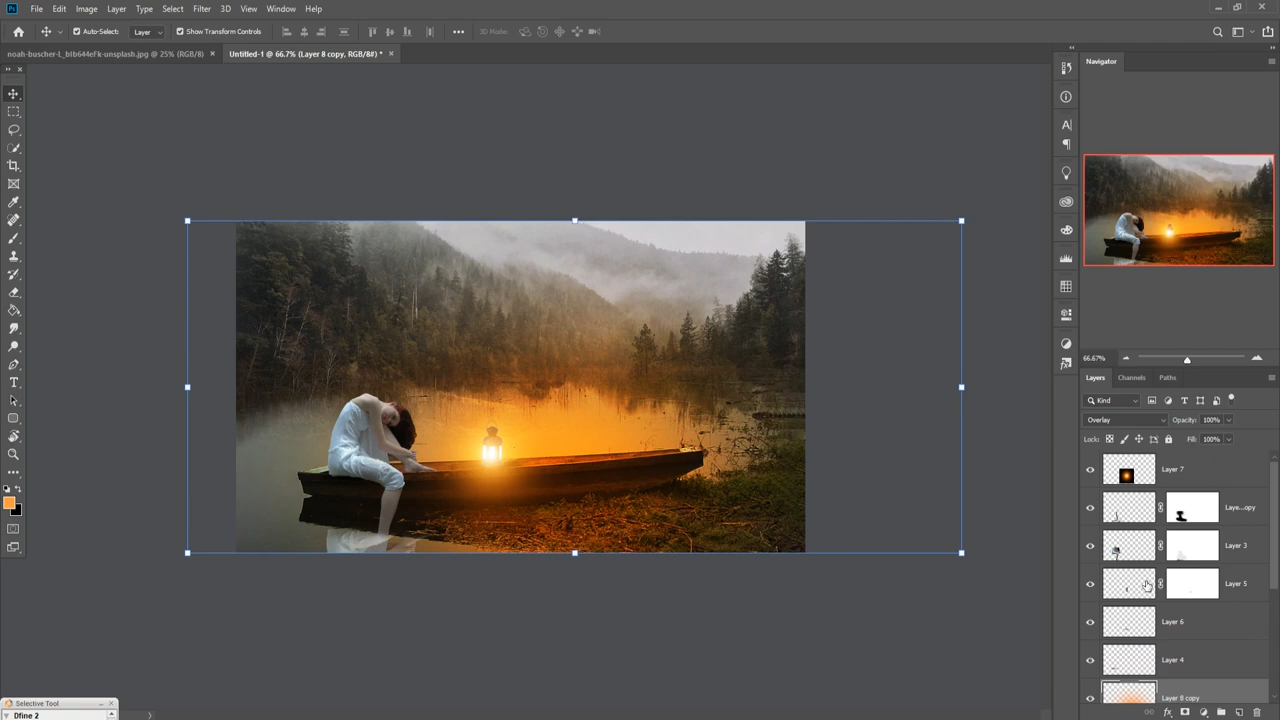 Ps File Edit Image Layer Type Select Filter 3D View Window Help
Auto-Select: Layer Show Transform Controls 3D Mode:
noah-buscher-L_b1b644eFk-unsplash.jpg @ 25% (RGB/8) × Untitled-1 @ 66.7% (Layer 8 copy, RGB/8#) * ×
Navigator
66.67%
Layers Channels Paths
Kind
Overlay Opacity: 100%
Lock: Fill: 100%
Layer 7
Laye...opy
Layer 3
Layer 5
Layer 6
Layer 4
Layer 8 copy
Selective Tool
Dfine 2